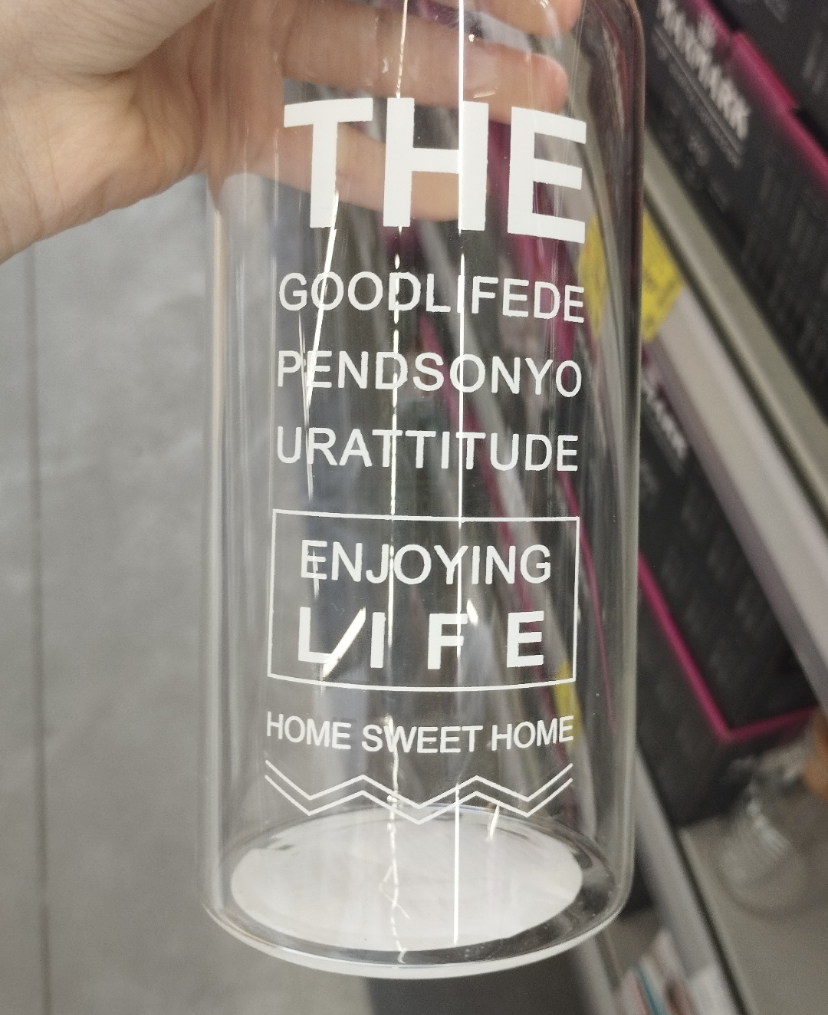 THE
GOODLIFEDE
PENDSONYO
URATTITUDE
ENJOYING
LIFE
HOME SWEET HOME